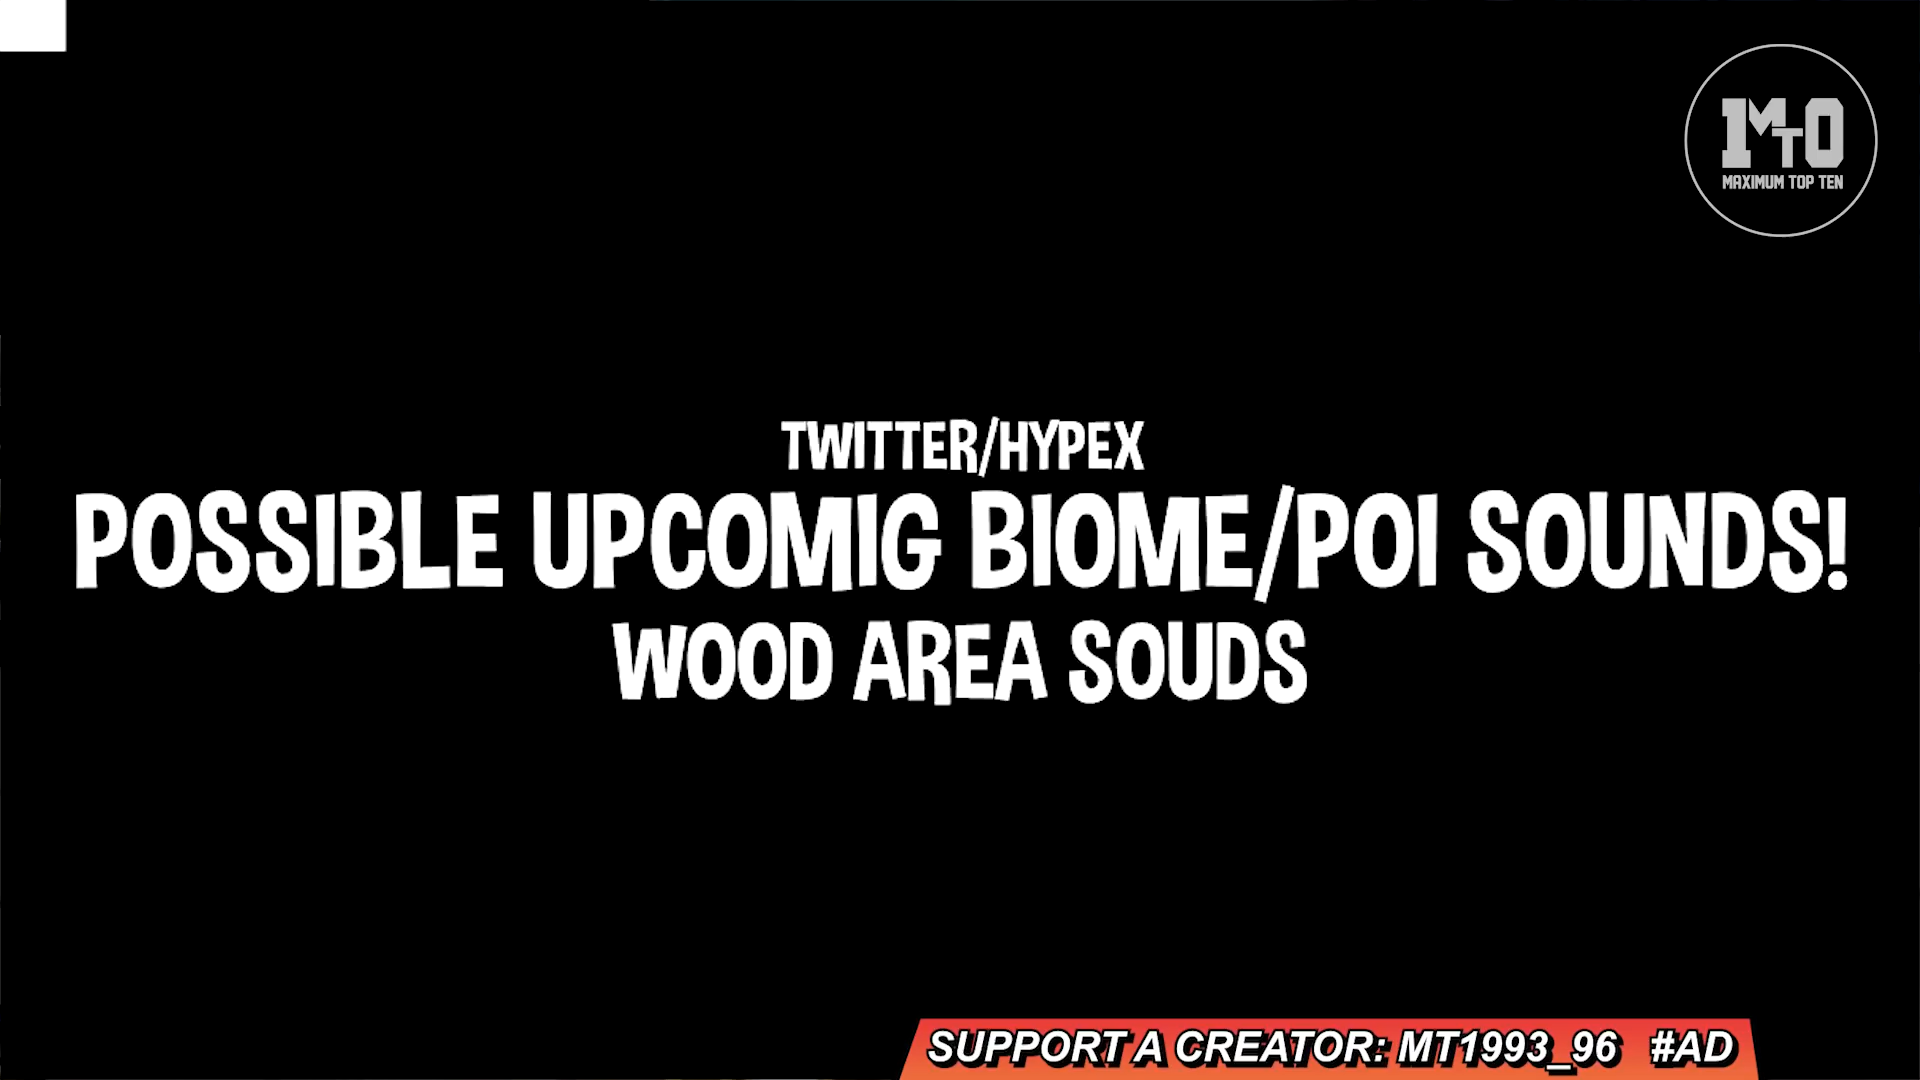 1MT0
MAXIMUM TOP TEN
TWITTER/HYPEX
POSSIBLE UPCOMIG BIOME/POI SOUNDS!
WOOD AREA SOUDS
SUPPORT A CREATOR: MT1993_96 #AD